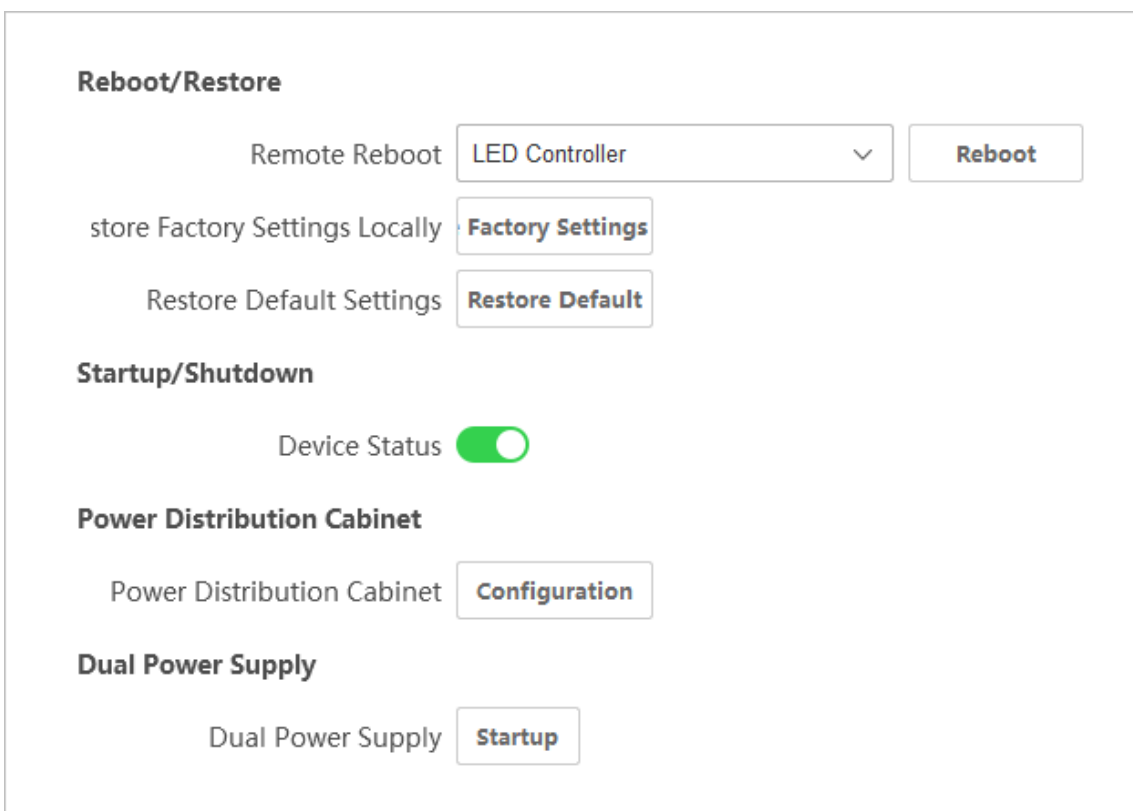 Reboot/Restore
Remote Reboot LED Controller Reboot
store Factory Settings Locally Factory Settings
Restore Default Settings Restore Default
Startup/Shutdown
Device Status
Power Distribution Cabinet
Power Distribution Cabinet Configuration
Dual Power Supply
Dual Power Supply Startup